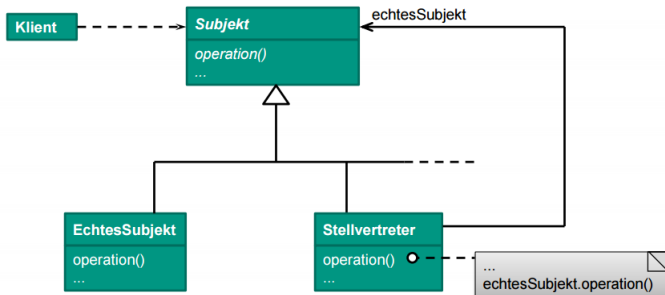 Klient
Subjekt
operation()
...
echtesSubjekt
EchtesSubjekt
operation()
...
Stellvertreter
operation()
...
...
echtesSubjekt.operation()